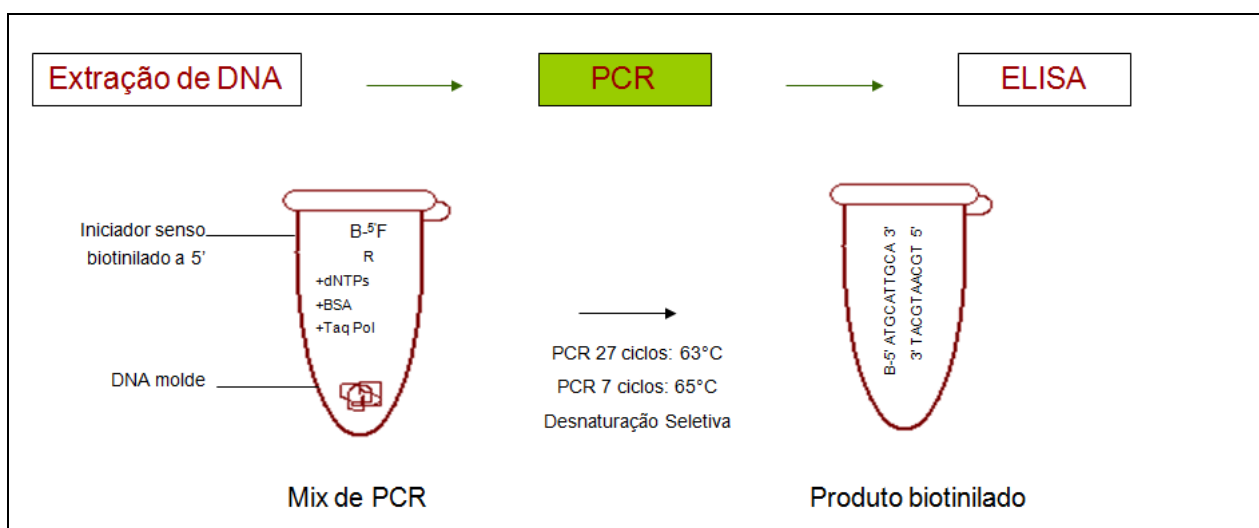 Extração de DNA
PCR
ELISA
Iniciador senso
biotinilado a 5'
B-5'F
R
+dNTPs
+BSA
+Taq Pol
DNA molde
PCR 27 ciclos: 63°C
PCR 7 ciclos: 65°C
Desnaturação Seletiva
B-5' ATGCATTGCA 3'
3' TACGTAACGT 5'
Mix de PCR
Produto biotinilado